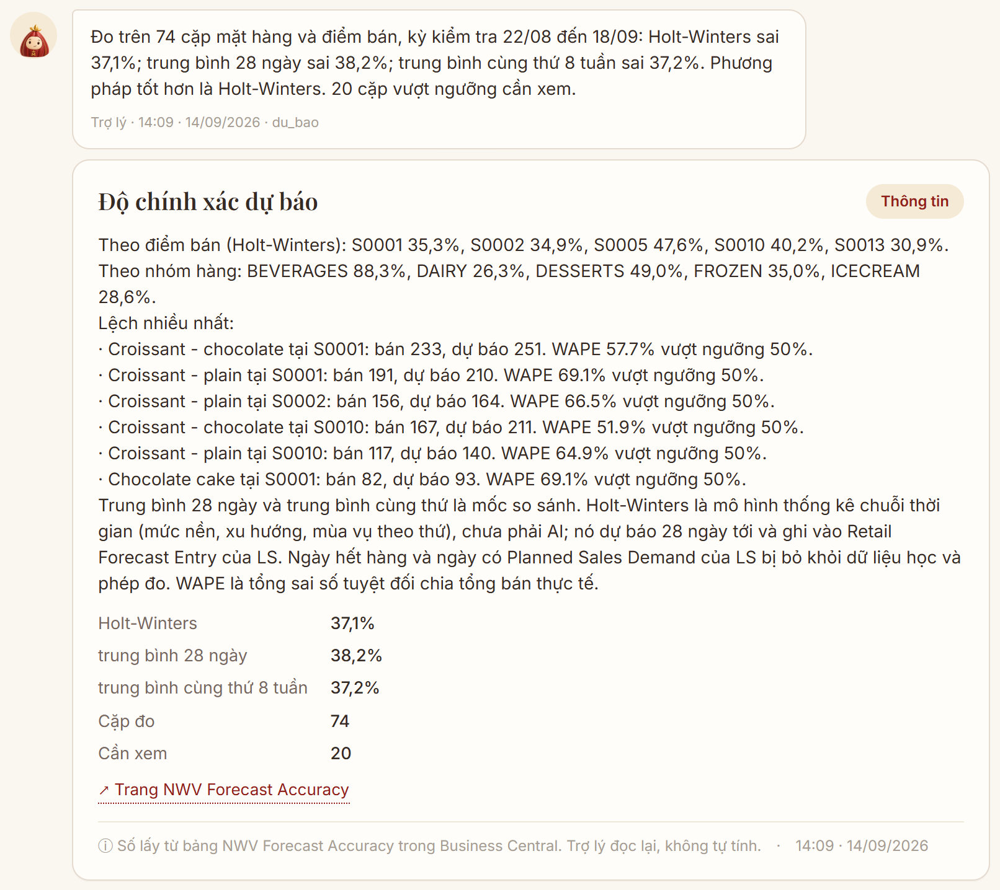 Đo trên 74 cặp mặt hàng và điểm bán, kỳ kiểm tra 22/08 đến 18/09: Holt-Winters sai
37,1%; trung bình 28 ngày sai 38,2%; trung bình cùng thứ 8 tuần sai 37,2%. Phương
pháp tốt hơn là Holt-Winters. 20 cặp vượt ngưỡng cần xem.
Trợ lý · 14:09 · 14/09/2026 · du_bao
Độ chính xác dự báo
Thông tin
Theo điểm bán (Holt-Winters): S0001 35,3%, S0002 34,9%, S0005 47,6%, S0010 40,2%, S0013 30,9%.
Theo nhóm hàng: BEVERAGES 88,3%, DAIRY 26,3%, DESSERTS 49,0%, FROZEN 35,0%, ICECREAM
28,6%.
Lệch nhiều nhất:
· Croissant - chocolate tại S0001: bán 233, dự báo 251. WAPE 57.7% vượt ngưỡng 50%.
· Croissant - plain tại S0001: bán 191, dự báo 210. WAPE 69.1% vượt ngưỡng 50%.
· Croissant - plain tại S0002: bán 156, dự báo 164. WAPE 66.5% vượt ngưỡng 50%.
· Croissant - chocolate tại S0010: bán 167, dự báo 211. WAPE 51.9% vượt ngưỡng 50%.
· Croissant - plain tại S0010: bán 117, dự báo 140. WAPE 64.9% vượt ngưỡng 50%.
· Chocolate cake tại S0001: bán 82, dự báo 93. WAPE 69.1% vượt ngưỡng 50%.
Trung bình 28 ngày và trung bình cùng thứ là mốc so sánh. Holt-Winters là mô hình thống kê chuỗi thời
gian (mức nền, xu hướng, mùa vụ theo thứ), chưa phải AI; nó dự báo 28 ngày tới và ghi vào Retail
Forecast Entry của LS. Ngày hết hàng và ngày có Planned Sales Demand của LS bị bỏ khỏi dữ liệu học và
phép đo. WAPE là tổng sai số tuyệt đối chia tổng bán thực tế.
Holt-Winters 37,1%
trung bình 28 ngày 38,2%
trung bình cùng thứ 8 tuần 37,2%
Cặp đo 74
Cần xem 20
↗ Trang NWV Forecast Accuracy
ⓘ Số lấy từ bảng NWV Forecast Accuracy trong Business Central. Trợ lý đọc lại, không tự tính. · 14:09 · 14/09/2026